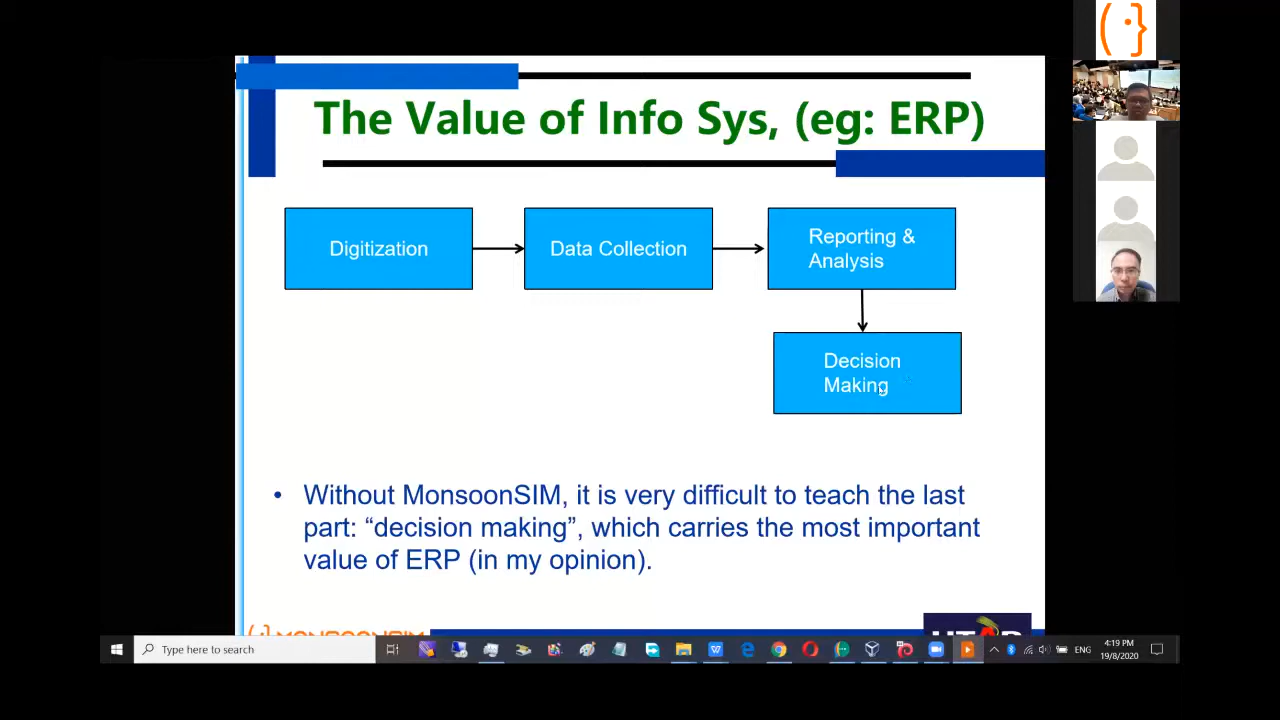 The Value of Info Sys, (eg: ERP)
Digitization
Data Collection
Reporting &
Analysis
Decision
Making
• Without MonsoonSIM, it is very difficult to teach the last
part: “decision making”, which carries the most important
value of ERP (in my opinion).
MONSOONSIM
UTAR
Type here to search
ENG
4:19 PM
19/8/2020